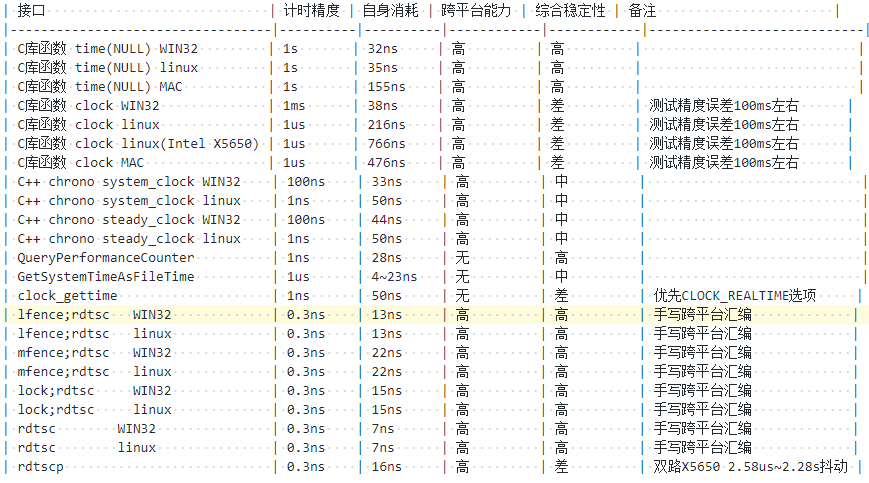 | 接口 | 计时精度 | 自身消耗 | 跨平台能力 | 综合稳定性 | 备注 |
|------------------------------|----------|----------|------------|------------|----------------------------|
| C库函数 time(NULL) WIN32 | 1s | 32ns | 高 | 高 | |
| C库函数 time(NULL) linux | 1s | 35ns | 高 | 高 | |
| C库函数 time(NULL) MAC | 1s | 155ns | 高 | 高 | |
| C库函数 clock WIN32 | 1ms | 38ns | 高 | 差 | 测试精度误差100ms左右 |
| C库函数 clock linux | 1us | 216ns | 高 | 差 | 测试精度误差100ms左右 |
| C库函数 clock linux(Intel X5650) | 1us | 766ns | 高 | 差 | 测试精度误差100ms左右 |
| C库函数 clock MAC | 1us | 476ns | 高 | 差 | 测试精度误差100ms左右 |
| C++ chrono system_clock WIN32 | 100ns | 33ns | 高 | 中 | |
| C++ chrono system_clock linux | 1ns | 50ns | 高 | 中 | |
| C++ chrono steady_clock WIN32 | 100ns | 44ns | 高 | 中 | |
| C++ chrono steady_clock linux | 1ns | 50ns | 高 | 中 | |
| QueryPerformanceCounter | 1ns | 28ns | 无 | 高 | |
| GetSystemTimeAsFileTime | 1us | 4~23ns | 无 | 中 | |
| clock_gettime | 1ns | 50ns | 无 | 差 | 优先CLOCK_REALTIME选项 |
| lfence;rdtsc WIN32 | 0.3ns | 13ns | 高 | 高 | 手写跨平台汇编 |
| lfence;rdtsc linux | 0.3ns | 13ns | 高 | 高 | 手写跨平台汇编 |
| mfence;rdtsc WIN32 | 0.3ns | 22ns | 高 | 高 | 手写跨平台汇编 |
| mfence;rdtsc linux | 0.3ns | 22ns | 高 | 高 | 手写跨平台汇编 |
| lock;rdtsc WIN32 | 0.3ns | 15ns | 高 | 高 | 手写跨平台汇编 |
| lock;rdtsc linux | 0.3ns | 15ns | 高 | 高 | 手写跨平台汇编 |
| rdtsc WIN32 | 0.3ns | 7ns | 高 | 高 | 手写跨平台汇编 |
| rdtsc linux | 0.3ns | 7ns | 高 | 高 | 手写跨平台汇编 |
| rdtscp | 0.3ns | 16ns | 高 | 差 | 双路X5650 2.58us~2.28s抖动 |